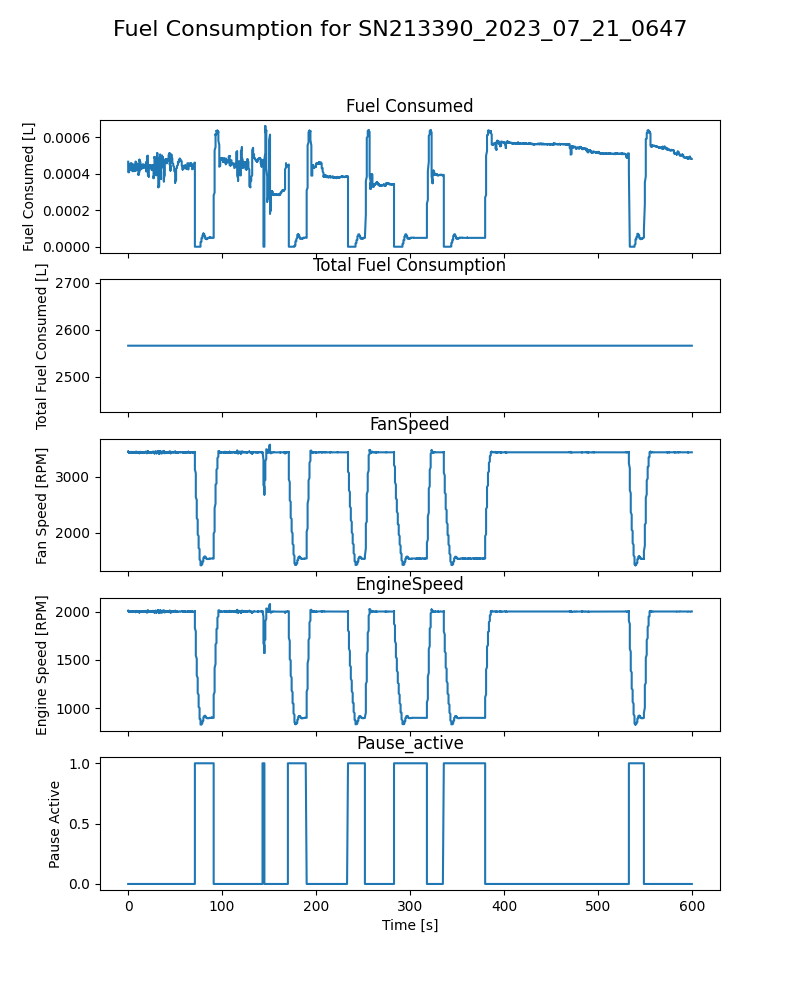 Fuel Consumption for SN213390_2023_07_21_0647
Fuel Consumed
Fuel Consumed [L]
0.0006
0.0004
0.0002
0.0000
Total Fuel Consumption
Total Fuel Consumed [L]
2700
2600
2500
FanSpeed
Fan Speed [RPM]
3000
2000
EngineSpeed
Engine Speed [RPM]
2000
1500
1000
Pause_active
Pause Active
1.0
0.5
0.0
0 100 200 300 400 500 600
Time [s]